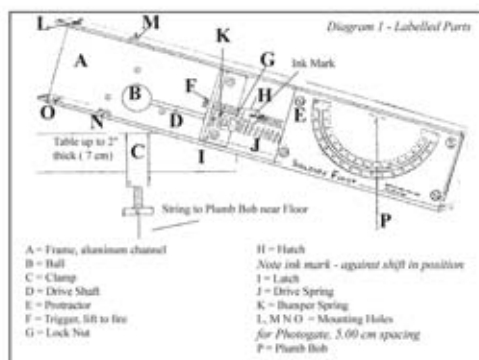 Diagram 1 - Labelled Parts
L
M
K
G
Ink Mark
A
F
H
B
E
O
N
D
J
Table up to 2"
thick ( 7 cm)
C
I
String to Plumb Bob near Floor
P
A = Frame, aluminum channel
B = Ball
C = Clamp
D = Drive Shaft
E = Protractor
F = Trigger, lift to fire
G = Lock Nut
H = Hutch
Note ink mark - against shift in position
I = Latch
J = Drive Spring
K = Bumper Spring
L, M N O = Mounting Holes
for Photogate, 5.00 cm spacing
P = Plumb Bob